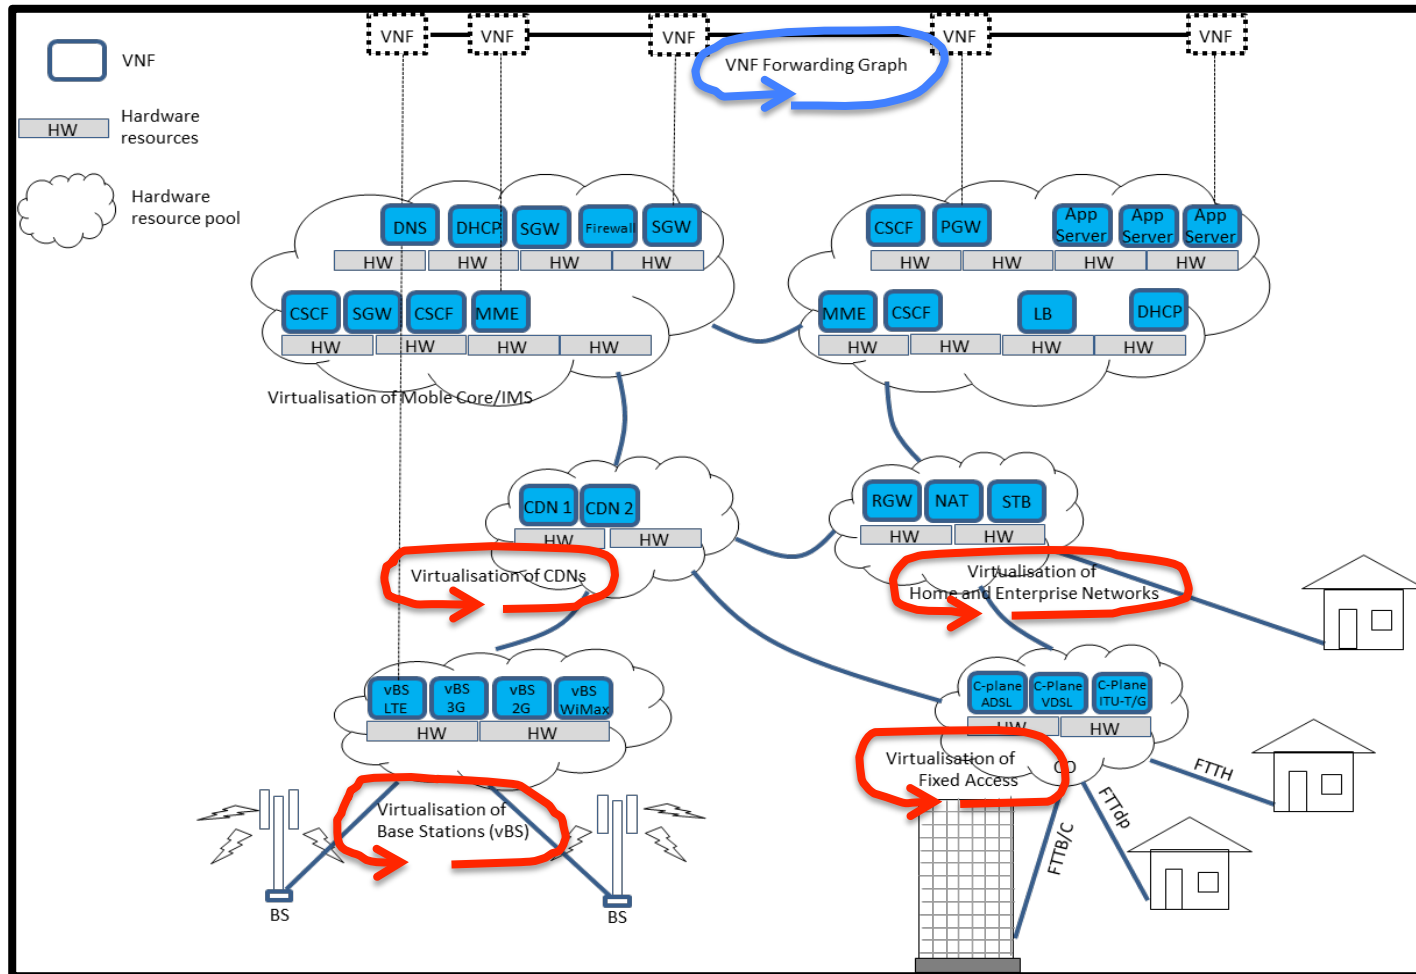 VNF
VNF
VNF
VNF
VNF
VNF
VNF Forwarding Graph
HW
Hardware
resources
Hardware
resource pool
DNS
DHCP
SGW
Firewall
SGW
HW
HW
HW
HW
CSCF
SGW
CSCF
MME
HW
HW
HW
HW
Virtualisation of Moble Core/IMS
CSCF
PGW
App
Server
App
Server
App
Server
HW
HW
HW
HW
MME
CSCF
LB
DHCP
HW
HW
HW
HW
CDN 1
CDN 2
HW
HW
Virtualisation of CDNs
RGW
NAT
STB
HW
HW
Virtualisation of
Home and Enterprise Networks
vBS
LTE
vBS
3G
vBS
2G
vBS
WiMax
HW
HW
Virtualisation of
Base Stations (vBS)
BS
BS
C-plane
ADSL
C-Plane
VDSL
C-Plane
ITU-T/G
HW
HW
Virtualisation of
Fixed Access
CO
FTTH
FTTdp
FTTB/C